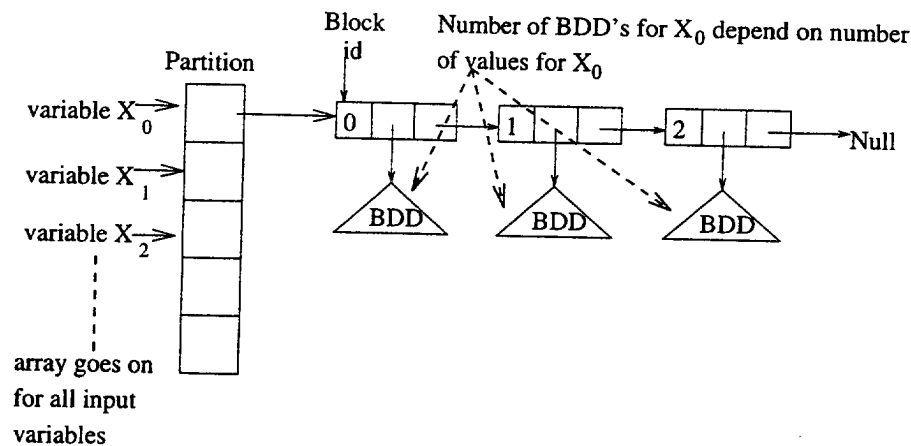 Block
id
Number of BDD's for X0 depend on number
of values for X0
Partition
variable X0
0
1
2
Null
variable X1
variable X2
BDD
BDD
BDD
array goes on
for all input
variables